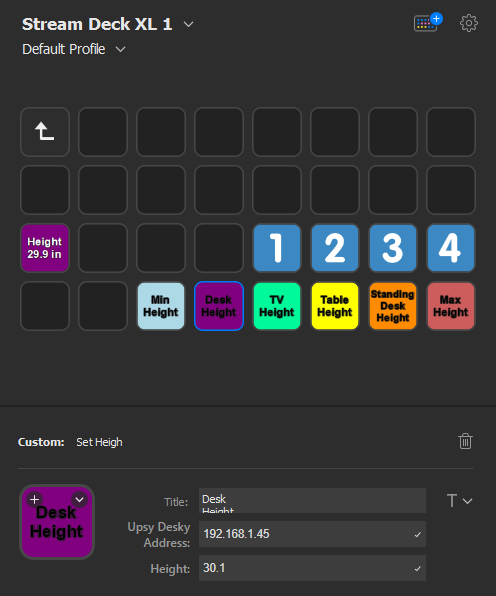 Stream Deck XL 1
Default Profile
Height
29.9 in
1
2
3
4
Min
Height
Desk
Height
TV
Height
Table
Height
Standing
Desk
Height
Max
Height
Custom: Set Heigh
Desk
Height
Title: Desk
Height
Upsy Desky
Address: 192.168.1.45
Height: 30.1
T